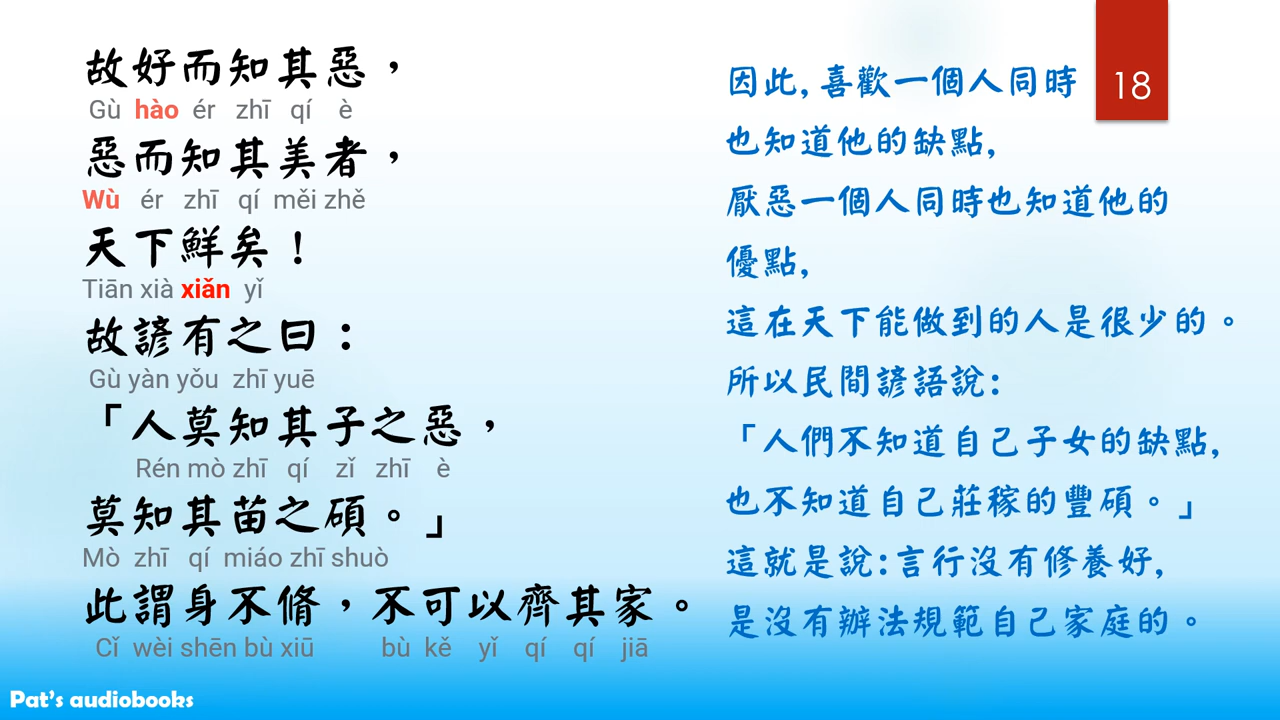 故好而知其惡，
Gù hào ér zhī qí è
惡而知其美者，
Wù ér zhī qí měi zhě
天下鮮矣！
Tiān xià xiǎn yǐ
故諺有之曰：
Gù yàn yǒu zhī yuē
「人莫知其子之惡，
Rén mò zhī qí zǐ zhī è
莫知其苗之碩。」
Mò zhī qí miáo zhī shuò
此謂身不脩，不可以齊其家。
Cǐ wèi shēn bù xiū bù kě yǐ qí qí jiā
因此,喜歡一個人同時
也知道他的缺點,
厭惡一個人同時也知道他的
優點,
這在天下能做到的人是很少的。
所以民間諺語說:
「人們不知道自己子女的缺點,
也不知道自己莊稼的豐碩。」
這就是說:言行沒有修養好,
是沒有辦法規範自己家庭的。
18
Pat's audiobooks